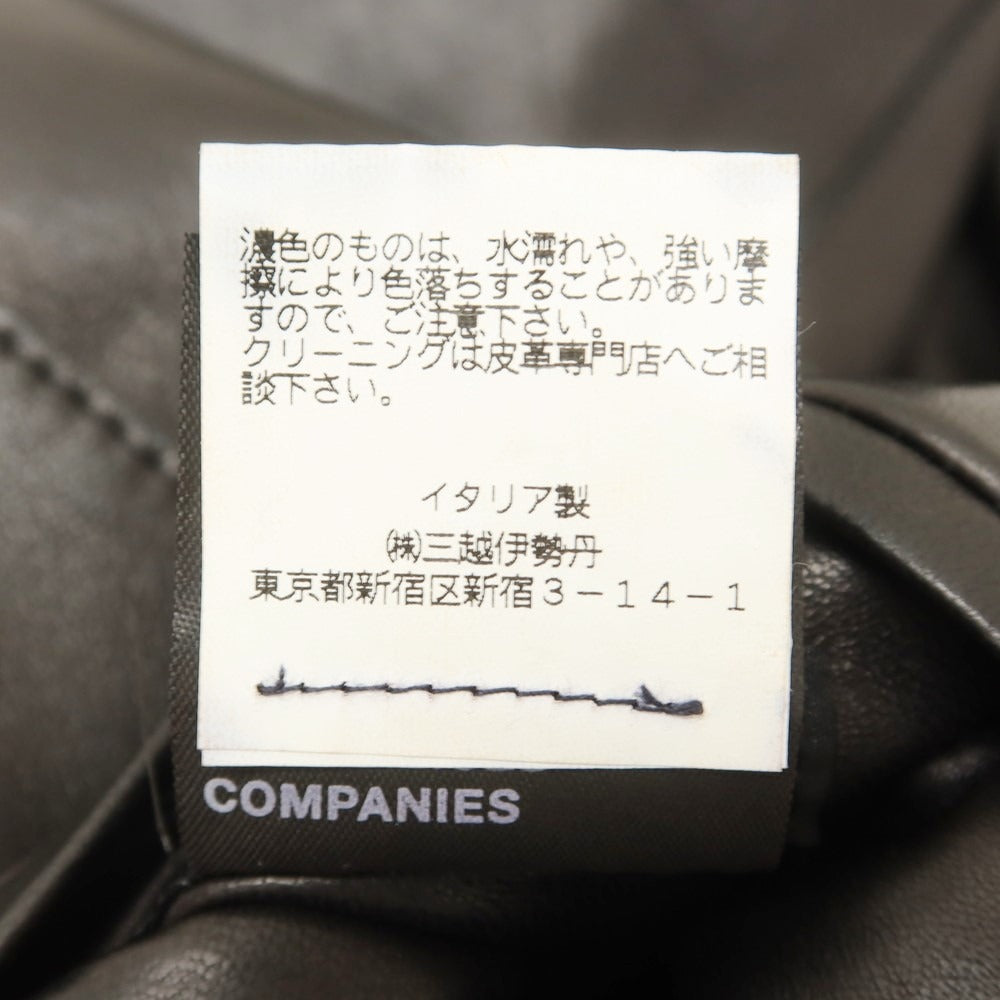 濃色のものは、水濡れや、強い摩
擦により色落ちすることがありま
すので、ご注意下さい。
クリーニングは皮革専門店へご相
談下さい。
イタリア製
㈱三越伊勢丹
東京都新宿区新宿3－14－1
COMPANIES